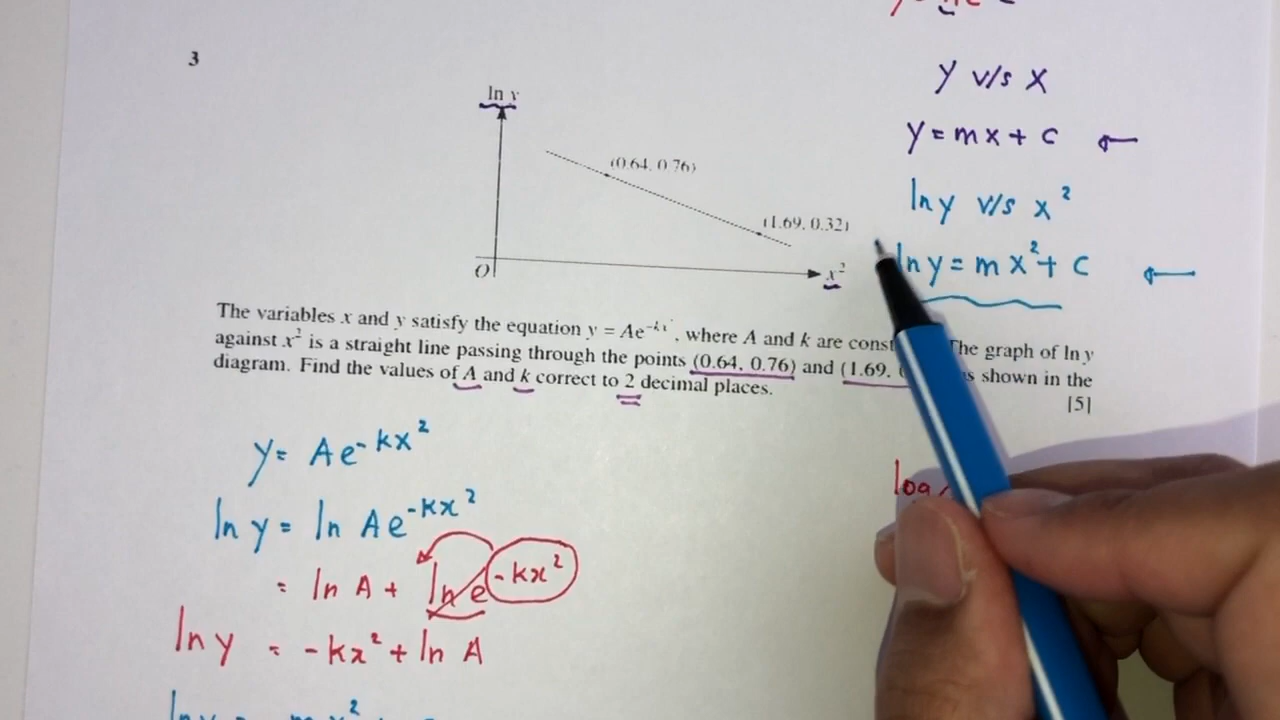 3
ln y
(0.64, 0.76)
(1.69, 0.32)
O
x²
The variables x and y satisfy the equation y = Ae^-kx², where A and k are The graph of ln y
against x² is a straight line passing through the points (0.64, 0.76) and (1.69, shown in the
diagram. Find the values of A and k correct to 2 decimal places.
[5]
y v/s x
y = mx + c ←
ln y v/s x²
ln y = mx² + c ←
y = Ae^-kx²
ln y = ln Ae^-kx²
= ln A + ln e^-kx²
ln y = -kx² + ln A
log